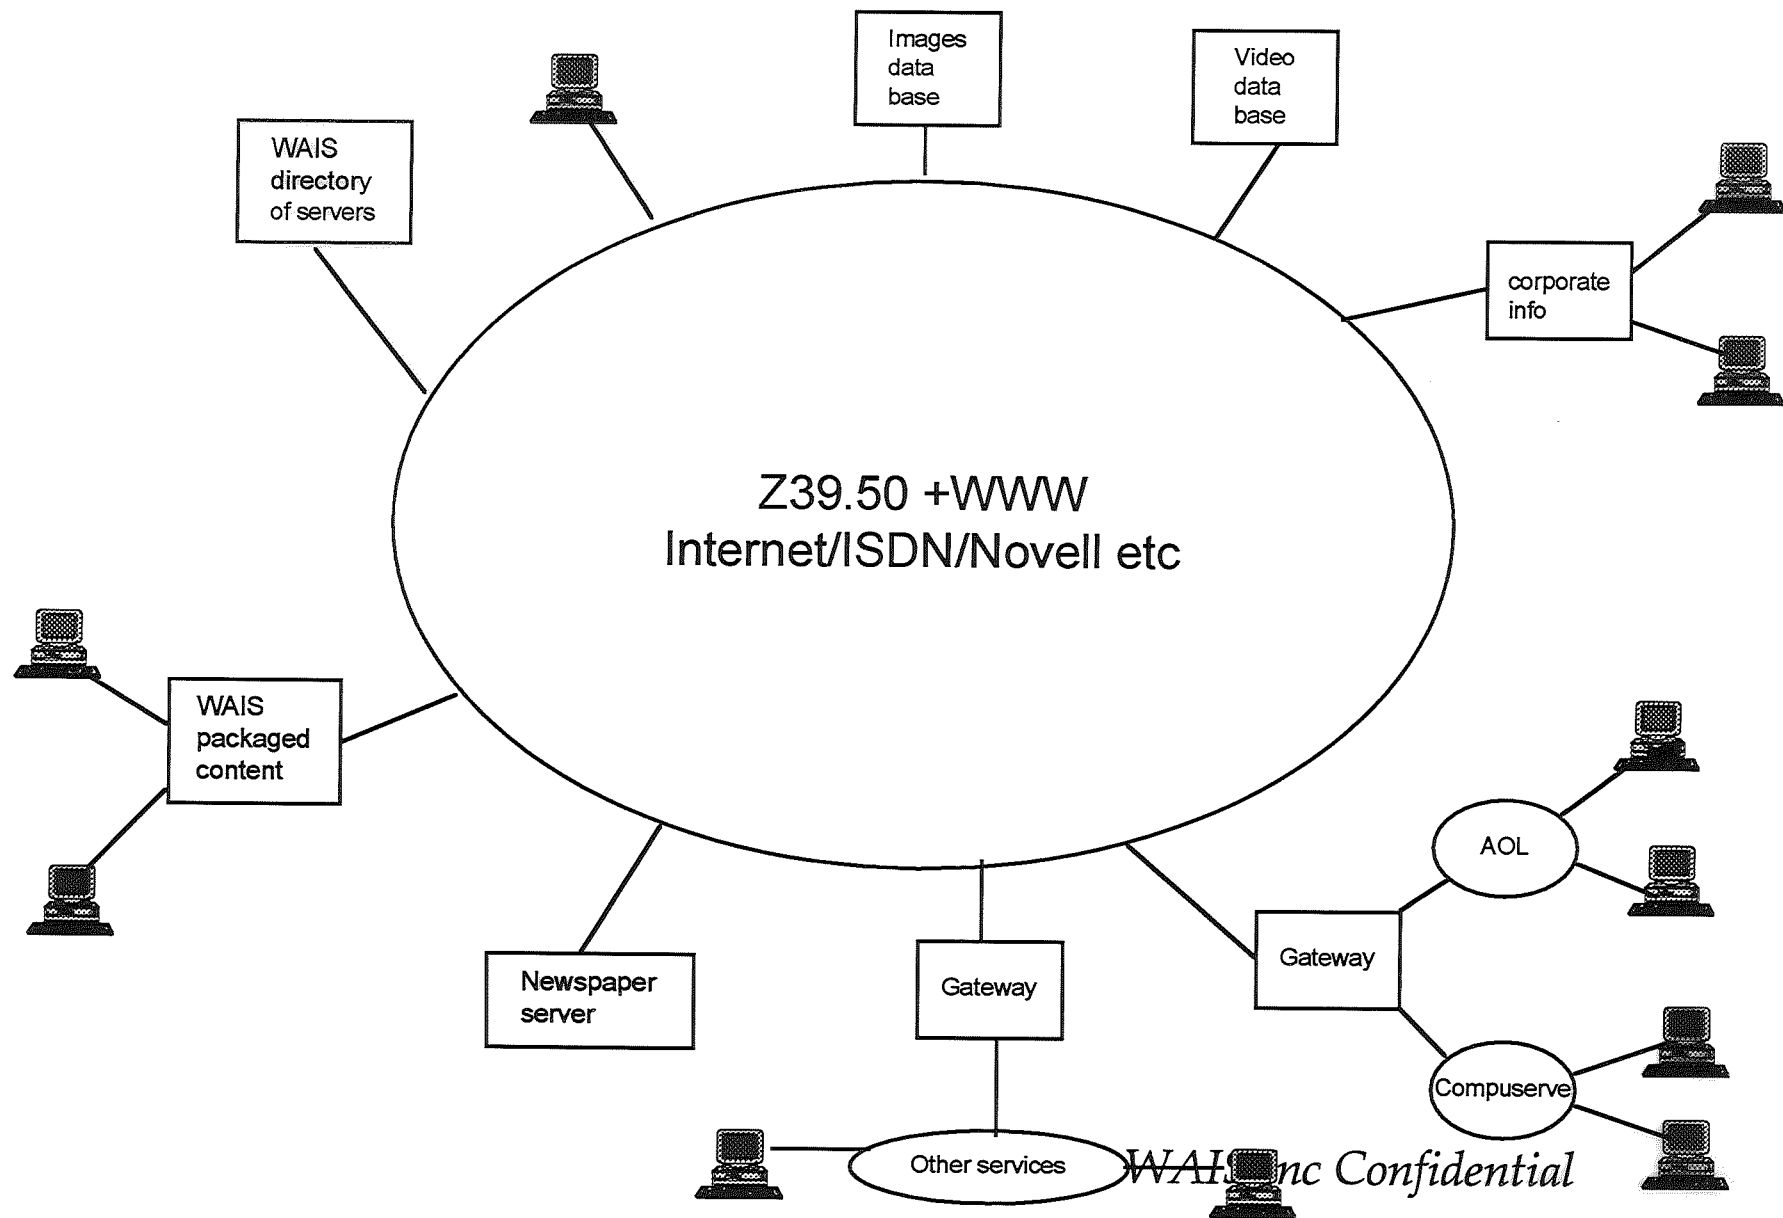 Images
data
base
Video
data
base
WAIS
directory
of servers
corporate
info
Z39.50 +WWW
Internet/ISDN/Novell etc
WAIS
packaged
content
AOL
Gateway
Newspaper
server
Gateway
Compuserve
Other services
WAIS nc Confidential